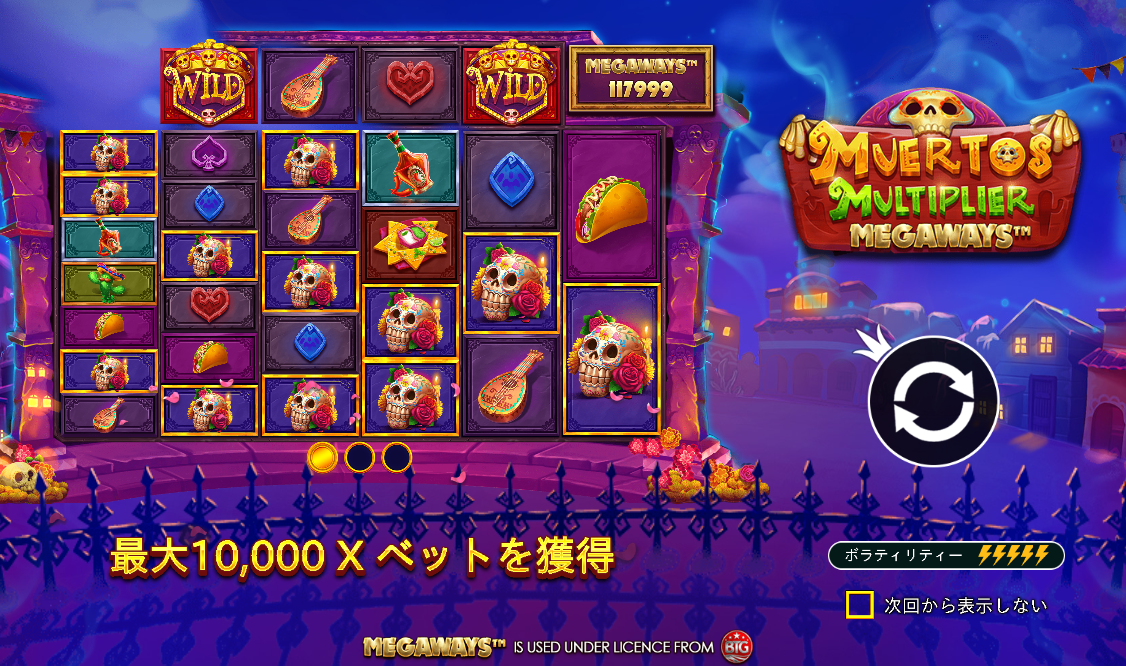 WILD
WILD
MEGAWAYS™
117999
MUERTOS
MULTIPLIER
MEGAWAYS™
最大10,000 X ベットを獲得
ボラティリティー
次回から表示しない
MEGAWAYS™ IS USED UNDER LICENCE FROM BIG